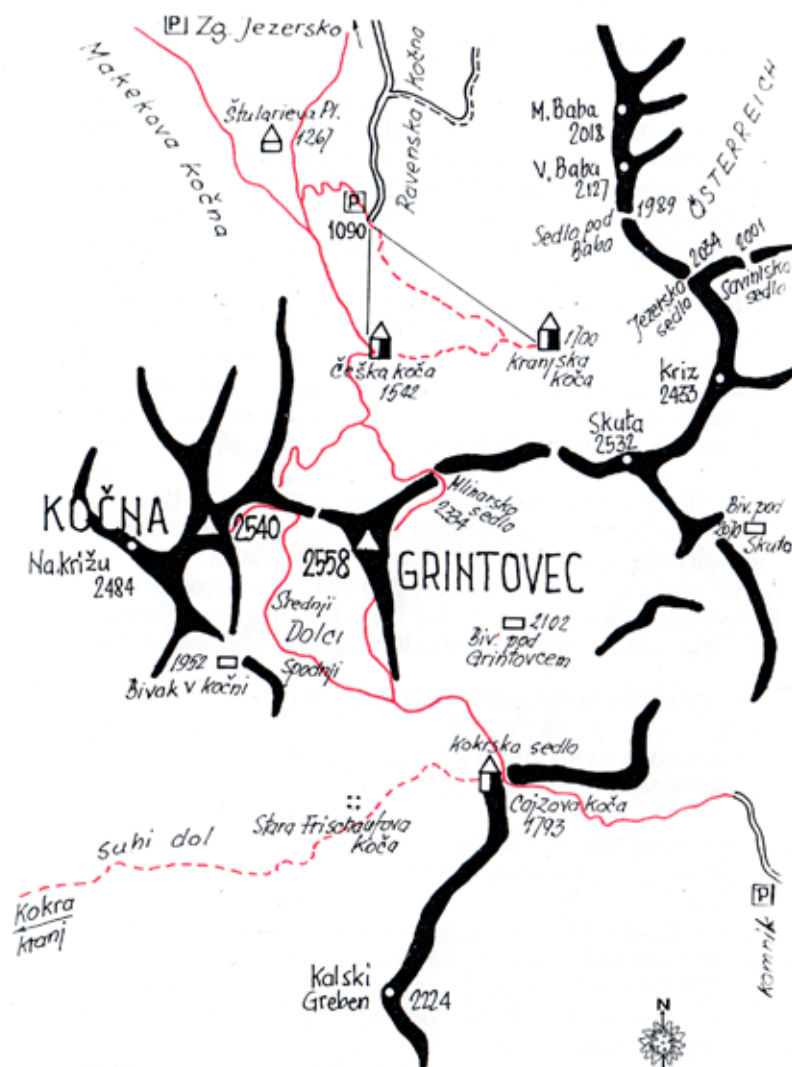 P Zg. Jezersko
Makekova Kočna
Štularieva Pl.
1267
Ravenska Kočna
P
1090
M. Baba
2018
V. Baba
2127
ÖSTERREICH
1989
Sedlo pod
Babo
2034
2001
Jezersko
sedlo
Savinjsko
sedlo
Češka koča
1542
1700
Kranjska
Koča
Kriz
2433
Skuta
2532
Mlinarsko
sedlo
2334
KOČNA
2540
Na križu
2484
2558
GRINTOVEC
Biv. pod
2070
Skuto
Srednji
Dolci
Spodnji
2102
Biv. pod
Grintovcem
1952
Bivak v kočni
Kokrska sedlo
Cojzova koča
1793
Stara Frischaufova
Koča
suhi dol
Kokra
Kranj
P
Kamnik
Kalski
Greben
2224
N